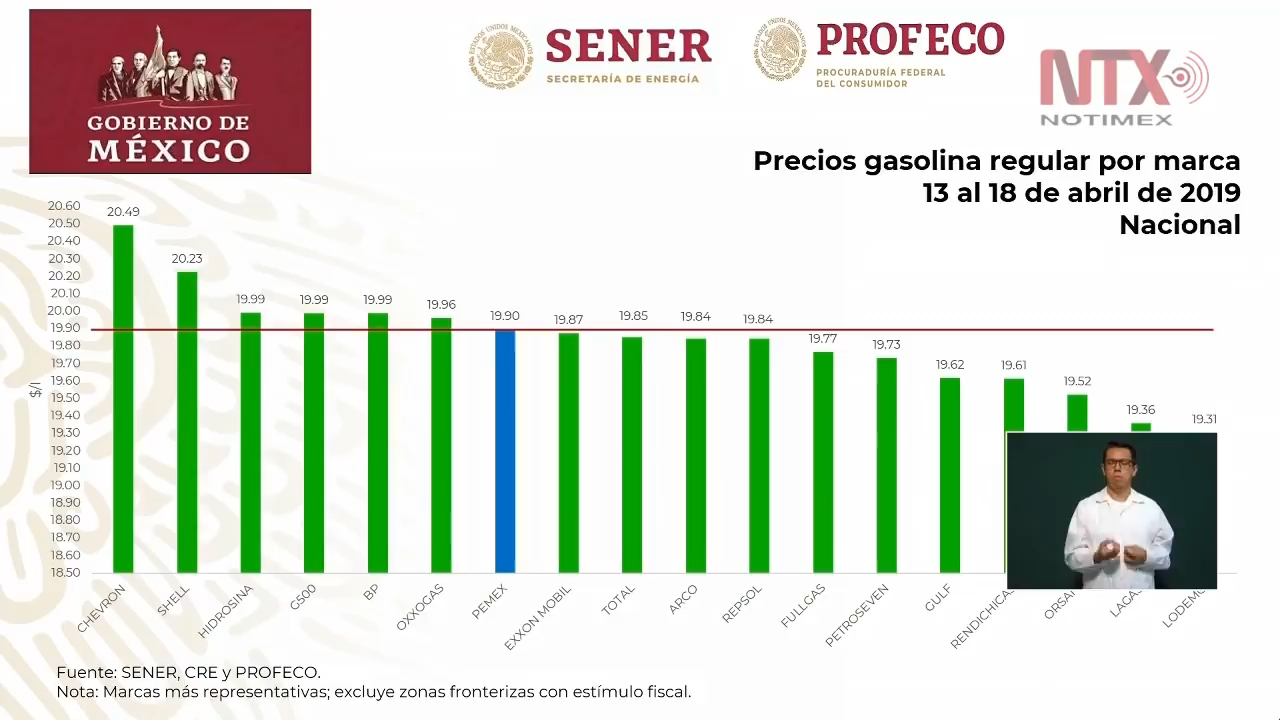 GOBIERNO DE
MÉXICO
ESTADOS UNIDOS MEXICANOS
SENER
SECRETARÍA DE ENERGÍA
ESTADOS UNIDOS MEXICANOS
PROFECO
PROCURADURÍA FEDERAL
DEL CONSUMIDOR
NTX
NOTIMEX
Precios gasolina regular por marca
13 al 18 de abril de 2019
Nacional
20.60
20.50
20.40
20.30
20.20
20.10
20.00
19.90
19.80
19.70
19.60
19.50
19.40
19.30
19.20
19.10
19.00
18.90
18.80
18.70
18.60
18.50
$/l
20.49
20.23
19.99
19.99
19.99
19.96
19.90
19.87
19.85
19.84
19.84
19.77
19.73
19.62
19.61
19.52
19.36
19.31
CHEVRON
SHELL
HIDROSINA
G500
BP
OXXOGAS
PEMEX
EXXON MOBIL
TOTAL
ARCO
REPSOL
FULLGAS
PETROSEVEN
GULF
Fuente: SENER, CRE y PROFECO.
Nota: Marcas más representativas; excluye zonas fronterizas con estímulo fiscal.